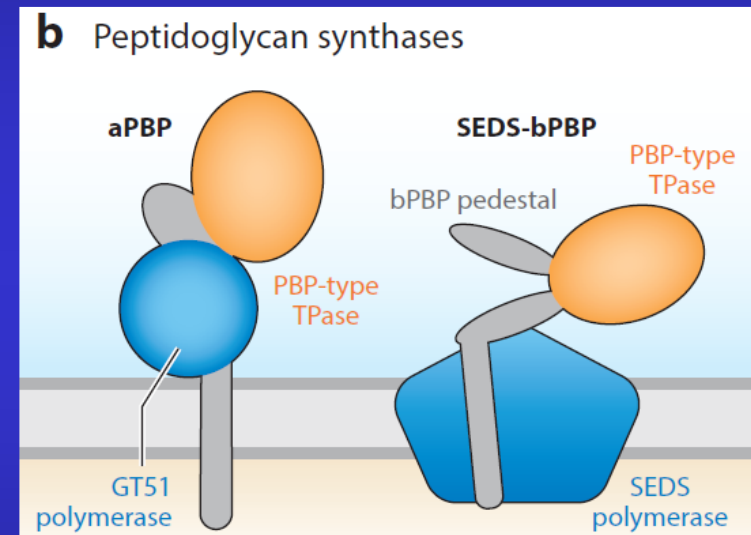 b Peptidoglycan synthases
aPBP
SEDS-bPBP
PBP-type
TPase
bPBP pedestal
PBP-type
TPase
GT51
polymerase
SEDS
polymerase